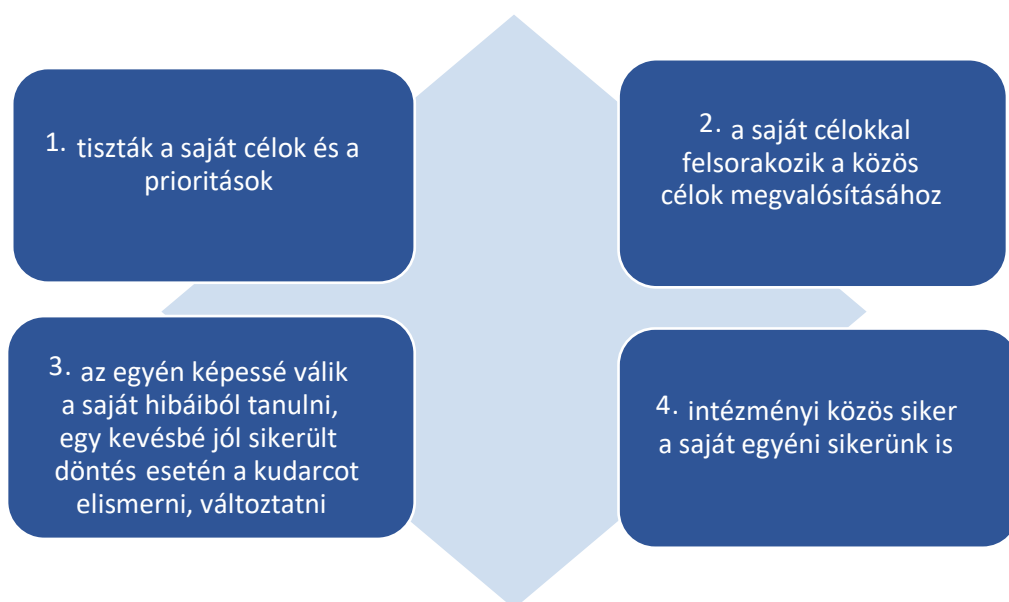 1. tiszták a saját célok és a
prioritások
2. a saját célokkal
felsorakozik a közös
célok megvalósításához
3. az egyén képessé válik
a saját hibáiból tanulni,
egy kevésbé jól sikerült
döntés esetén a kudarcot
elismerni, változtatni
4. intézményi közös siker
a saját egyéni sikerünk is